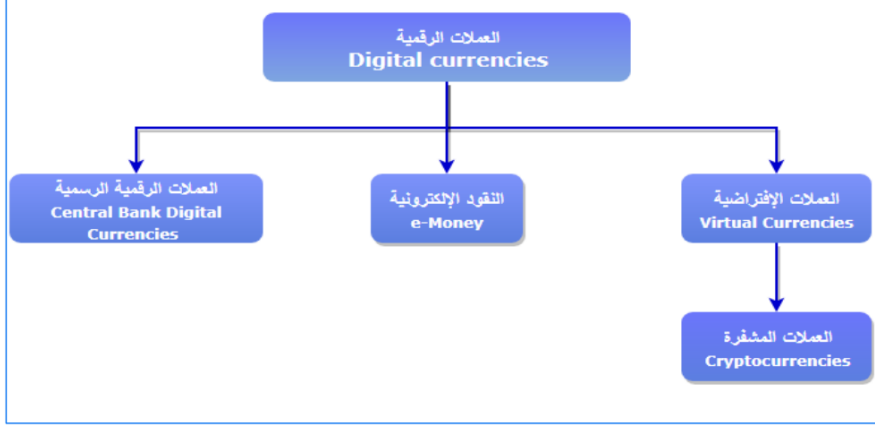 العملات الرقمية
Digital currencies
العملات الرقمية الرسمية
Central Bank Digital
Currencies
النقود الإلكترونية
e-Money
العملات الإفتراضية
Virtual Currencies
العملات المشفرة
Cryptocurrencies